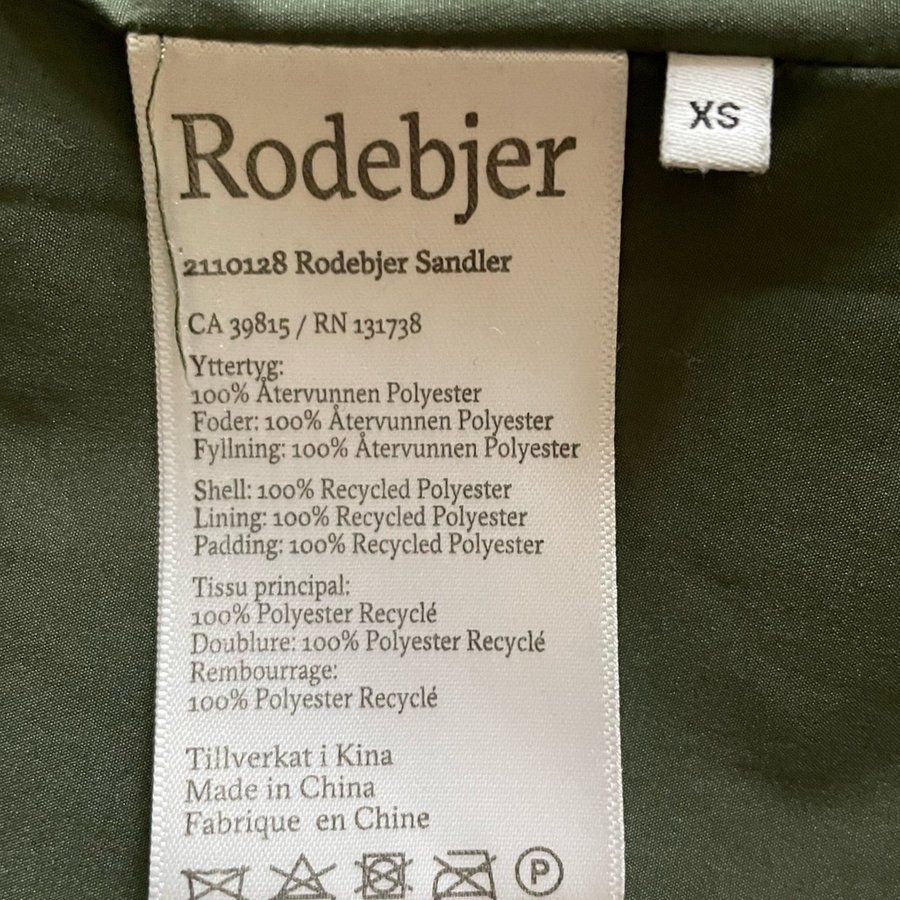 Rodebjer
XS
2110128 Rodebjer Sandler
CA 39815 / RN 131738
Yttertyg:
100% Återvunnen Polyester
Foder: 100% Återvunnen Polyester
Fyllning: 100% Återvunnen Polyester
Shell: 100% Recycled Polyester
Lining: 100% Recycled Polyester
Padding: 100% Recycled Polyester
Tissu principal:
100% Polyester Recyclé
Doublure: 100% Polyester Recyclé
Rembourrage:
100% Polyester Recyclé
Tillverkat i Kina
Made in China
Fabrique en Chine
P